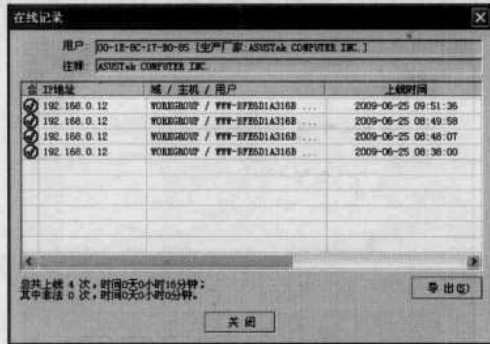 在线记录
用户: 00-1E-8C-17-B0-85 [生产厂家:ASUSTek COMPUTER INC.]
注释: ASUSTek COMPUTER INC.
IP地址 域 / 主机 / 用户 上线时间
192.168.0.12 WORKGROUP / WWW-BFE6D1A316B ... 2009-06-25 09:51:36
192.168.0.12 WORKGROUP / WWW-BFE6D1A316B ... 2009-06-25 08:49:58
192.168.0.12 WORKGROUP / WWW-BFE6D1A316B ... 2009-06-25 08:48:07
192.168.0.12 WORKGROUP / WWW-BFE6D1A316B ... 2009-06-25 08:38:00
总共上线 4 次，时间0天0小时16分钟；
其中非法 0 次，时间0天0小时0分钟。
导出(S)
关闭